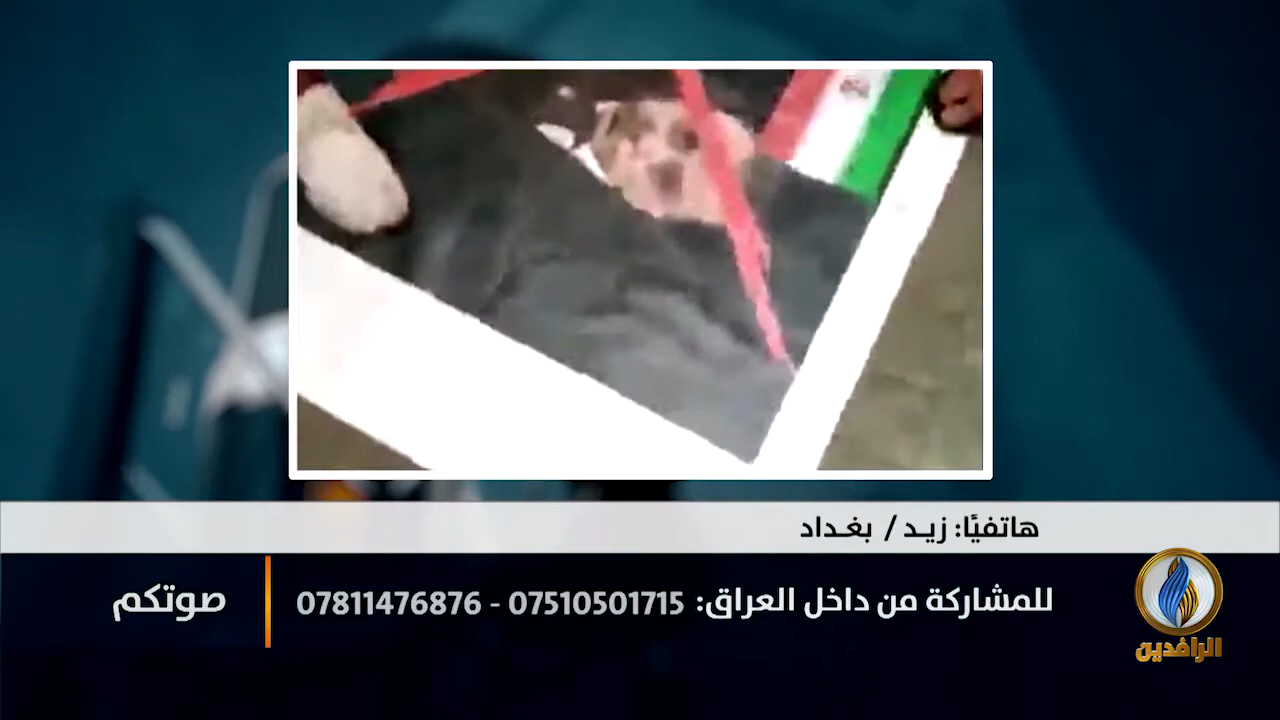 هاتفيًا: زيد / بغداد
للمشاركة من داخل العراق: 07510501715 - 07811476876
صوتكم
الرافدين